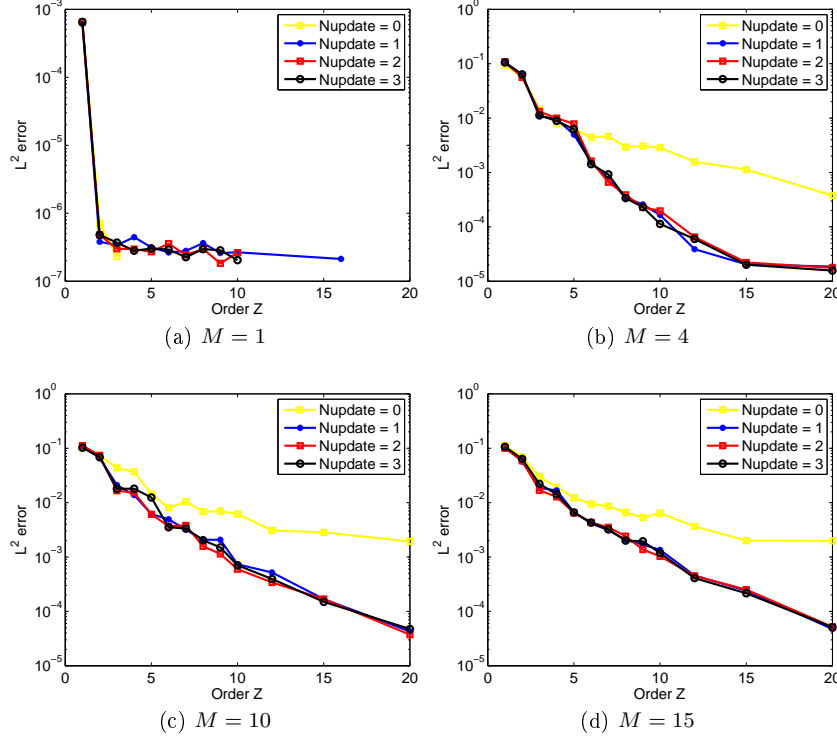 10^{-3}
10^{-4}
10^{-5}
10^{-6}
10^{-7}
L^2 error
0 5 10 15 20
Order Z
Nupdate = 0
Nupdate = 1
Nupdate = 2
Nupdate = 3
(a) M = 1
10^0
10^{-1}
10^{-2}
10^{-3}
10^{-4}
10^{-5}
L^2 error
0 5 10 15 20
Order Z
Nupdate = 0
Nupdate = 1
Nupdate = 2
Nupdate = 3
(b) M = 4
10^0
10^{-1}
10^{-2}
10^{-3}
10^{-4}
10^{-5}
L^2 error
0 5 10 15 20
Order Z
Nupdate = 0
Nupdate = 1
Nupdate = 2
Nupdate = 3
(c) M = 10
10^0
10^{-1}
10^{-2}
10^{-3}
10^{-4}
10^{-5}
L^2 error
0 5 10 15 20
Order Z
Nupdate = 0
Nupdate = 1
Nupdate = 2
Nupdate = 3
(d) M = 15